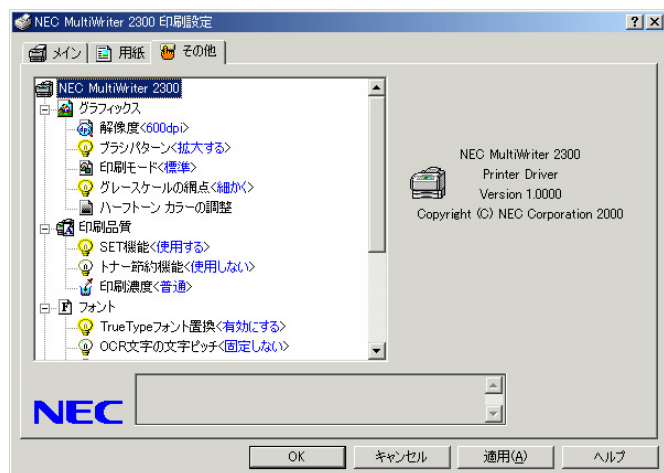 NEC MultiWriter 2300 印刷設定
メイン 用紙 その他
NEC MultiWriter 2300
グラフィックス
解像度<600dpi>
ブラシパターン<拡大する>
印刷モード<標準>
グレースケールの網点<細かく>
ハーフトーン カラーの調整
印刷品質
SET機能<使用する>
トナー節約機能<使用しない>
印刷濃度<普通>
フォント
TrueTypeフォント置換<有効にする>
OCR文字の文字ピッチ<固定しない>
NEC MultiWriter 2300
Printer Driver
Version 1.0000
Copyright (C) NEC Corporation 2000
NEC
OK キャンセル 適用(A) ヘルプ